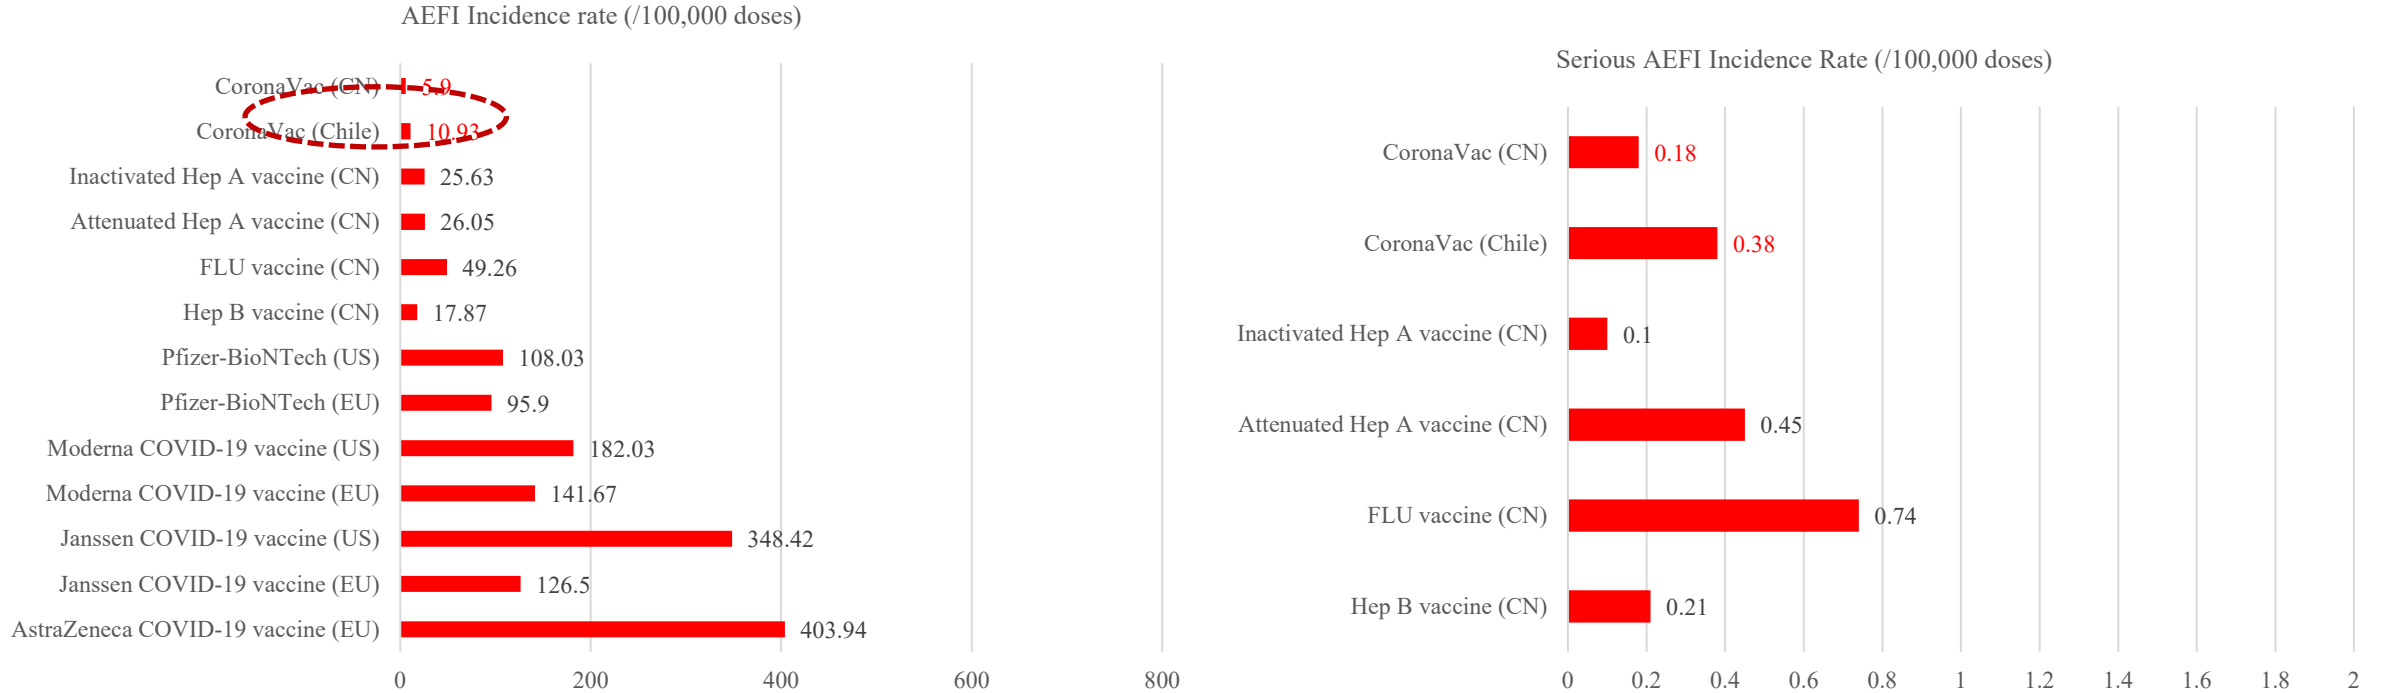 AEFI Incidence rate (/100,000 doses)
CoronaVac (CN) 5.9
CoronaVac (Chile) 10.93
Inactivated Hep A vaccine (CN) 25.63
Attenuated Hep A vaccine (CN) 26.05
FLU vaccine (CN) 49.26
Hep B vaccine (CN) 17.87
Pfizer-BioNTech (US) 108.03
Pfizer-BioNTech (EU) 95.9
Moderna COVID-19 vaccine (US) 182.03
Moderna COVID-19 vaccine (EU) 141.67
Janssen COVID-19 vaccine (US) 348.42
Janssen COVID-19 vaccine (EU) 126.5
AstraZeneca COVID-19 vaccine (EU) 403.94
0 200 400 600 800
Serious AEFI Incidence Rate (/100,000 doses)
CoronaVac (CN) 0.18
CoronaVac (Chile) 0.38
Inactivated Hep A vaccine (CN) 0.1
Attenuated Hep A vaccine (CN) 0.45
FLU vaccine (CN) 0.74
Hep B vaccine (CN) 0.21
0 0.2 0.4 0.6 0.8 1 1.2 1.4 1.6 1.8 2